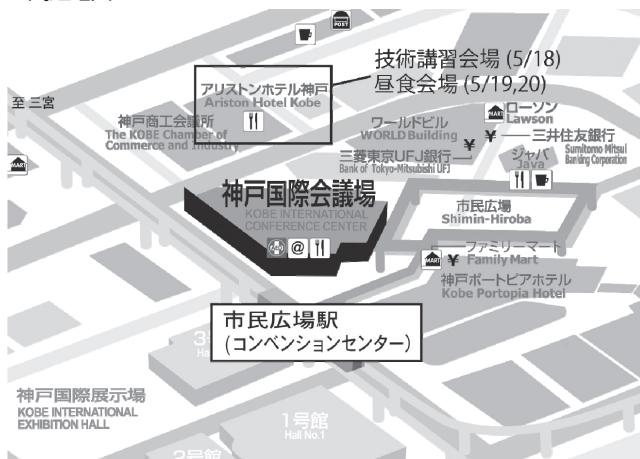 POST
技術講習会場 (5/18)
昼食会場 (5/19,20)
アリストンホテル神戸
Ariston Hotel Kobe
至 三宮
神戸商工会議所
The KOBE Chamber of
Commerce and Industry
ワールドビル
WORLD Building
MART
ローソン
Lawson
¥
¥
三井住友銀行
Sumitomo Mitsui
Banking Corporation
三菱東京UFJ銀行
Bank of Tokyo-Mitsubishi UFJ
ジャバ
Java
MART
神戸国際会議場
KOBE INTERNATIONAL
CONFERENCE CENTER
@
市民広場
Shimin-Hiroba
MART
¥
ファミリーマート
Family Mart
神戸ポートピアホテル
Kobe Portopia Hotel
市民広場駅
(コンベンションセンター)
神戸国際展示場
KOBE INTERNATIONAL
EXHIBITION HALL
1号館
Hall No.1
2号館